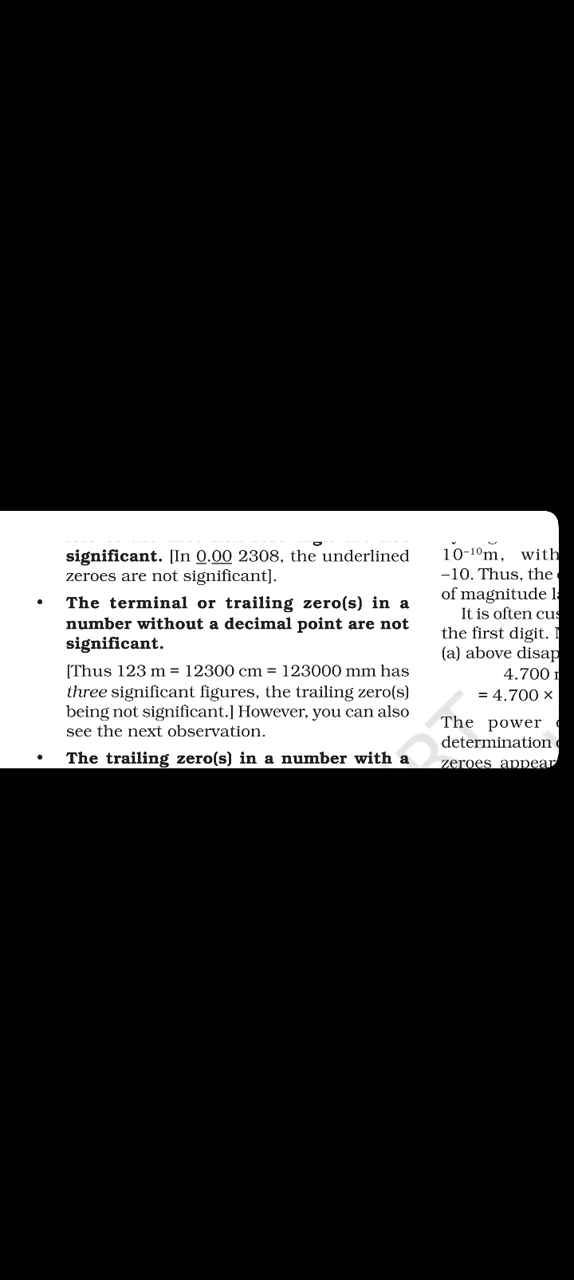 significant. [In 0.00 2308, the underlined
zeroes are not significant].
• The terminal or trailing zero(s) in a
number without a decimal point are not
significant.
[Thus 123 m = 12300 cm = 123000 mm has
three significant figures, the trailing zero(s)
being not significant.] However, you can also
see the next observation.
• The trailing zero(s) in a number with a
10⁻¹⁰m, with
–10. Thus, the
of magnitude
It is often
the first digit.
(a) above
4.700
= 4.700 ×
The power
determination
zeroes